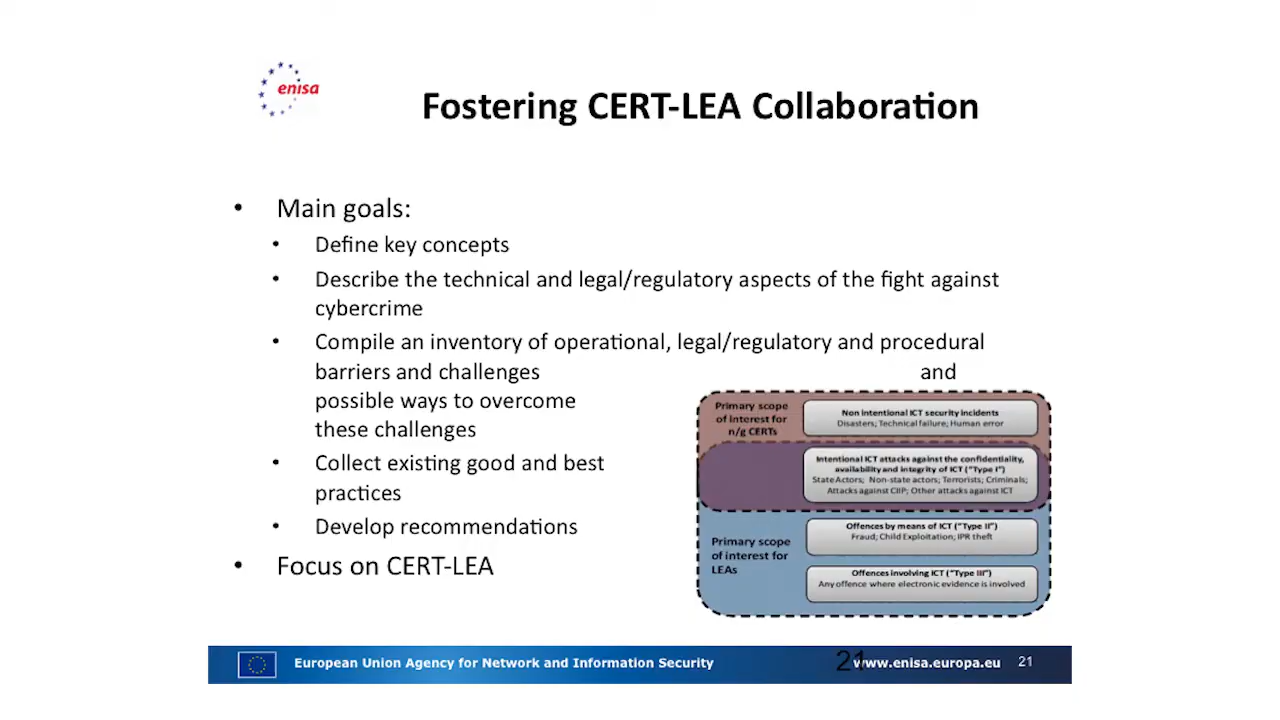 enisa
Fostering CERT-LEA Collaboration
• Main goals:
• Define key concepts
• Describe the technical and legal/regulatory aspects of the fight against
cybercrime
• Compile an inventory of operational, legal/regulatory and procedural
barriers and challenges and
possible ways to overcome
these challenges
• Collect existing good and best
practices
• Develop recommendations
• Focus on CERT-LEA
Primary scope
of interest for
n/g CERTs
Non intentional ICT security incidents
Disasters; Technical failure; Human error
Intentional ICT attacks against the confidentiality,
availability and integrity of ICT ("Type I")
State Actors; Non-state actors; Terrorists; Criminals;
Attacks against CIIP; Other attacks against ICT
Primary scope
of interest for
LEAs
Offences by means of ICT ("Type II")
Fraud; Child Exploitation; IPR theft
Offences involving ICT ("Type III")
Any offence where electronic evidence is involved
European Union Agency for Network and Information Security
21
www.enisa.europa.eu
21